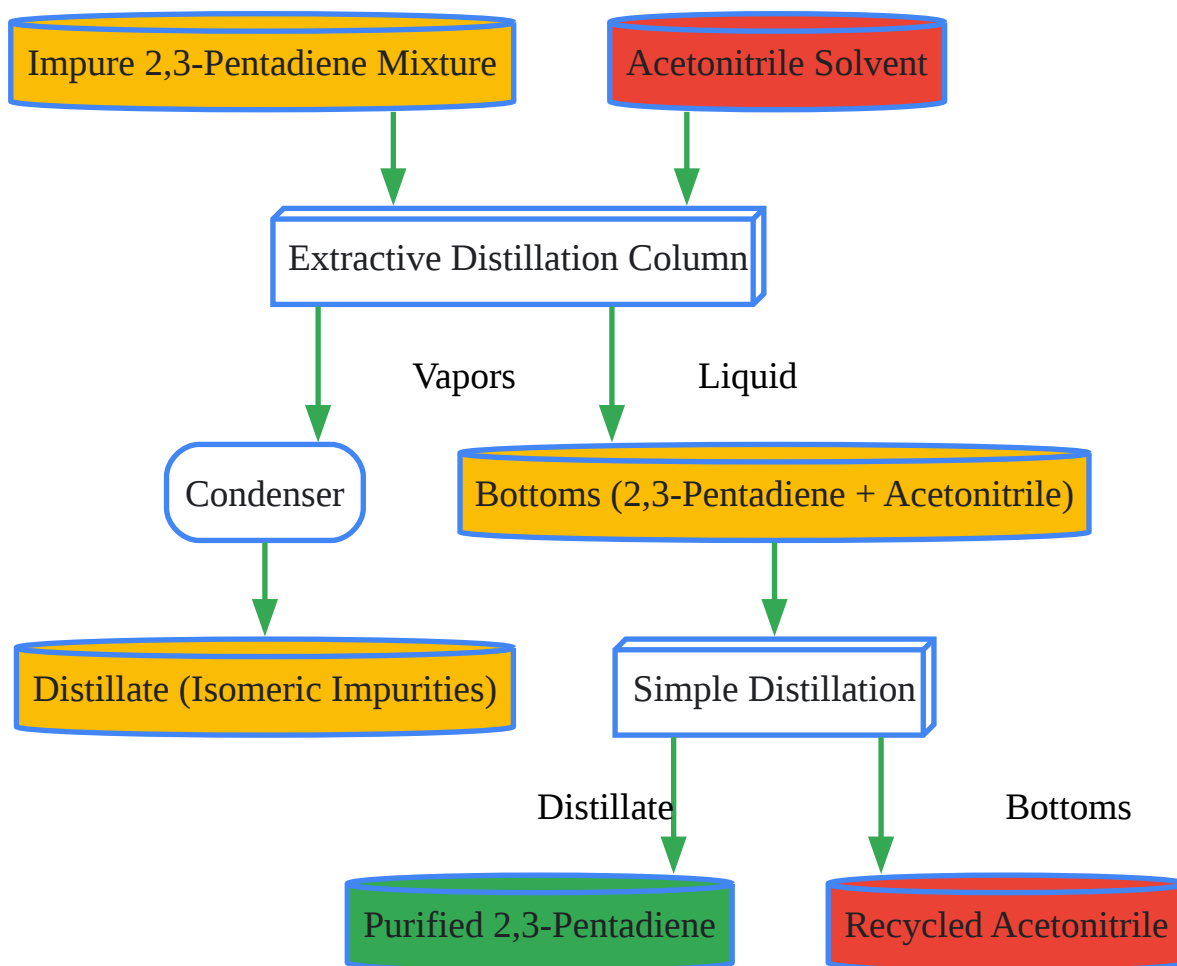 Impure 2,3-Pentadiene Mixture
Acetonitrile Solvent
Extractive Distillation Column
Vapors
Liquid
Condenser
Bottoms (2,3-Pentadiene + Acetonitrile)
Distillate (Isomeric Impurities)
Simple Distillation
Distillate
Bottoms
Purified 2,3-Pentadiene
Recycled Acetonitrile